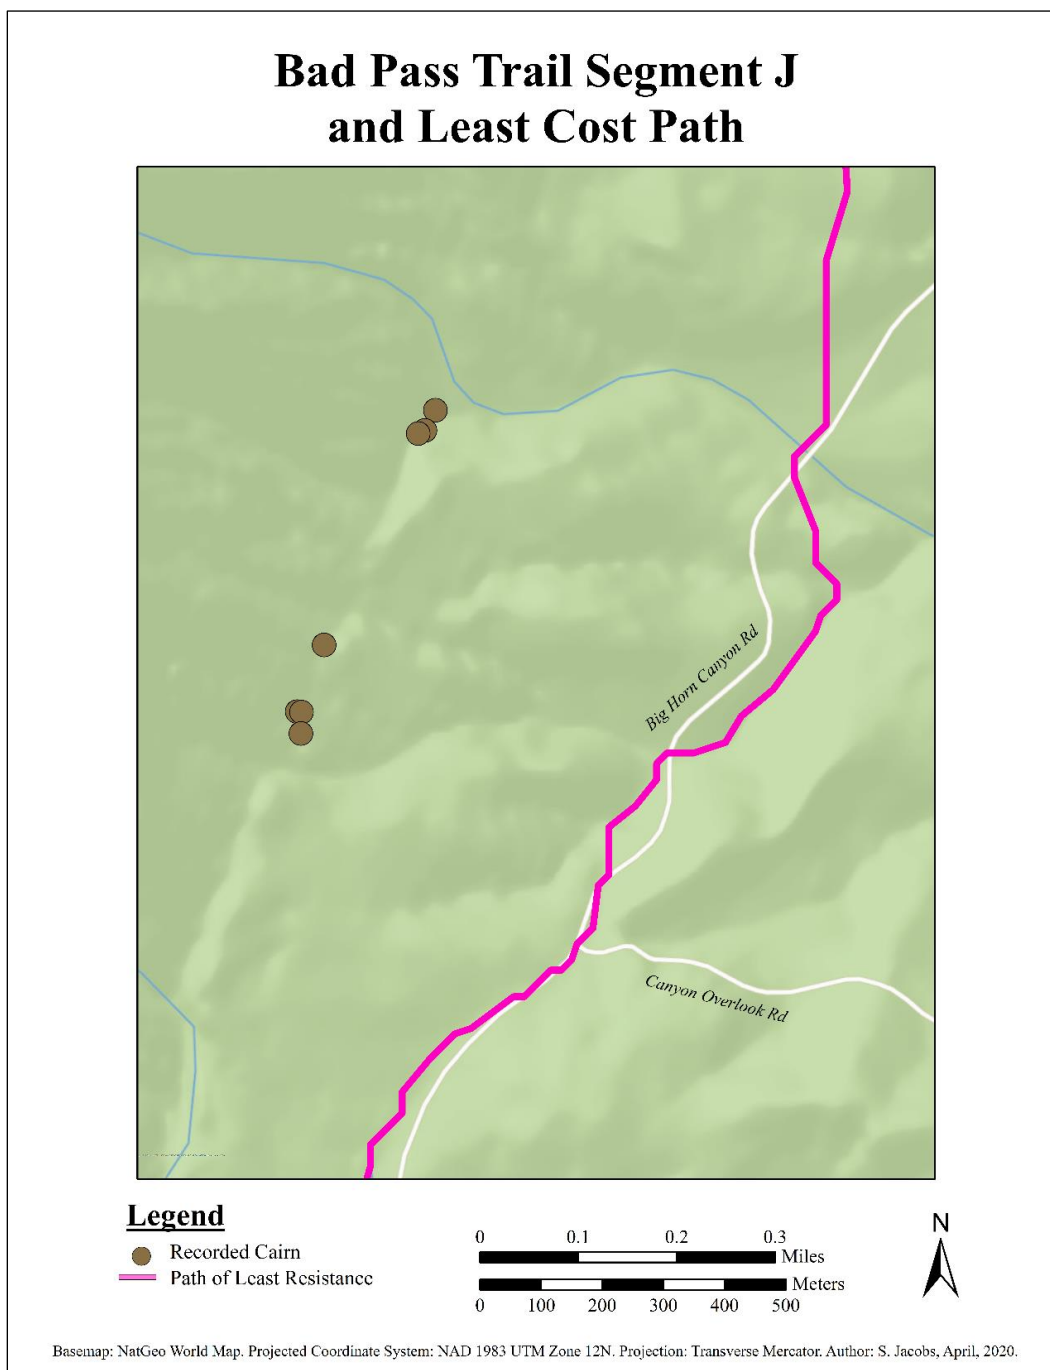 Bad Pass Trail Segment J
and Least Cost Path
Big Horn Canyon Rd
Canyon Overlook Rd
Legend
Recorded Cairn
Path of Least Resistance
0 0.1 0.2 0.3
Miles
Meters
0 100 200 300 400 500
N
Basemap: NatGeo World Map. Projected Coordinate System: NAD 1983 UTM Zone 12N. Projection: Transverse Mercator. Author: S. Jacobs, April, 2020.